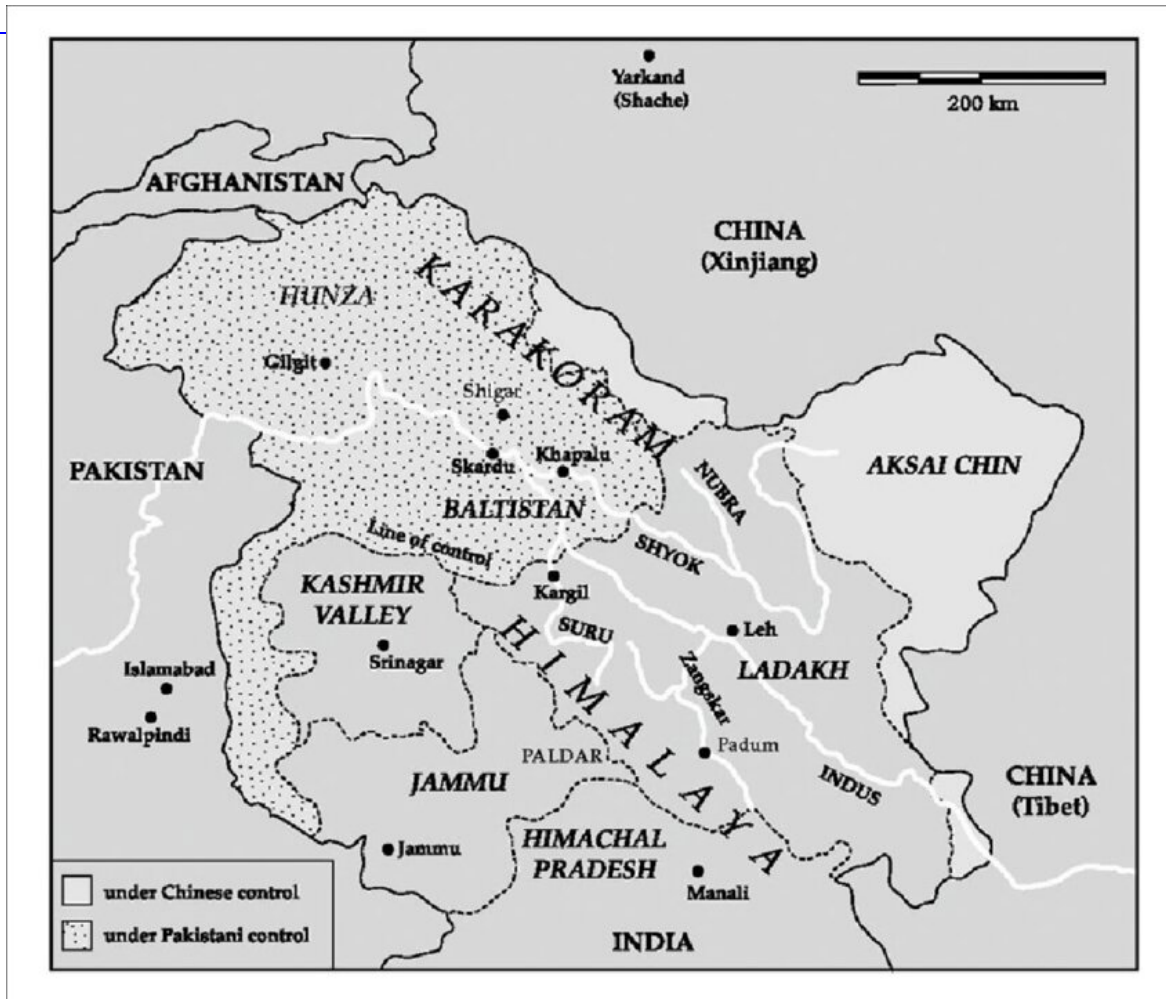 Yarkand
(Shache)
200 km
AFGHANISTAN
CHINA
(Xinjiang)
KARAKORAM
HUNZA
Gilgit
Shigar
PAKISTAN
Skardu
Khapalu
BALTISTAN
NUBRA
AKSAI CHIN
Line of control
SHYOK
KASHMIR
VALLEY
Kargil
SURU
Leh
Srinagar
HIMALAYA
Zangskar
LADAKH
Islamabad
Rawalpindi
PALDAR
Padum
JAMMU
INDUS
CHINA
(Tibet)
Jammu
HIMACHAL
PRADESH
Manali
INDIA
under Chinese control
under Pakistani control